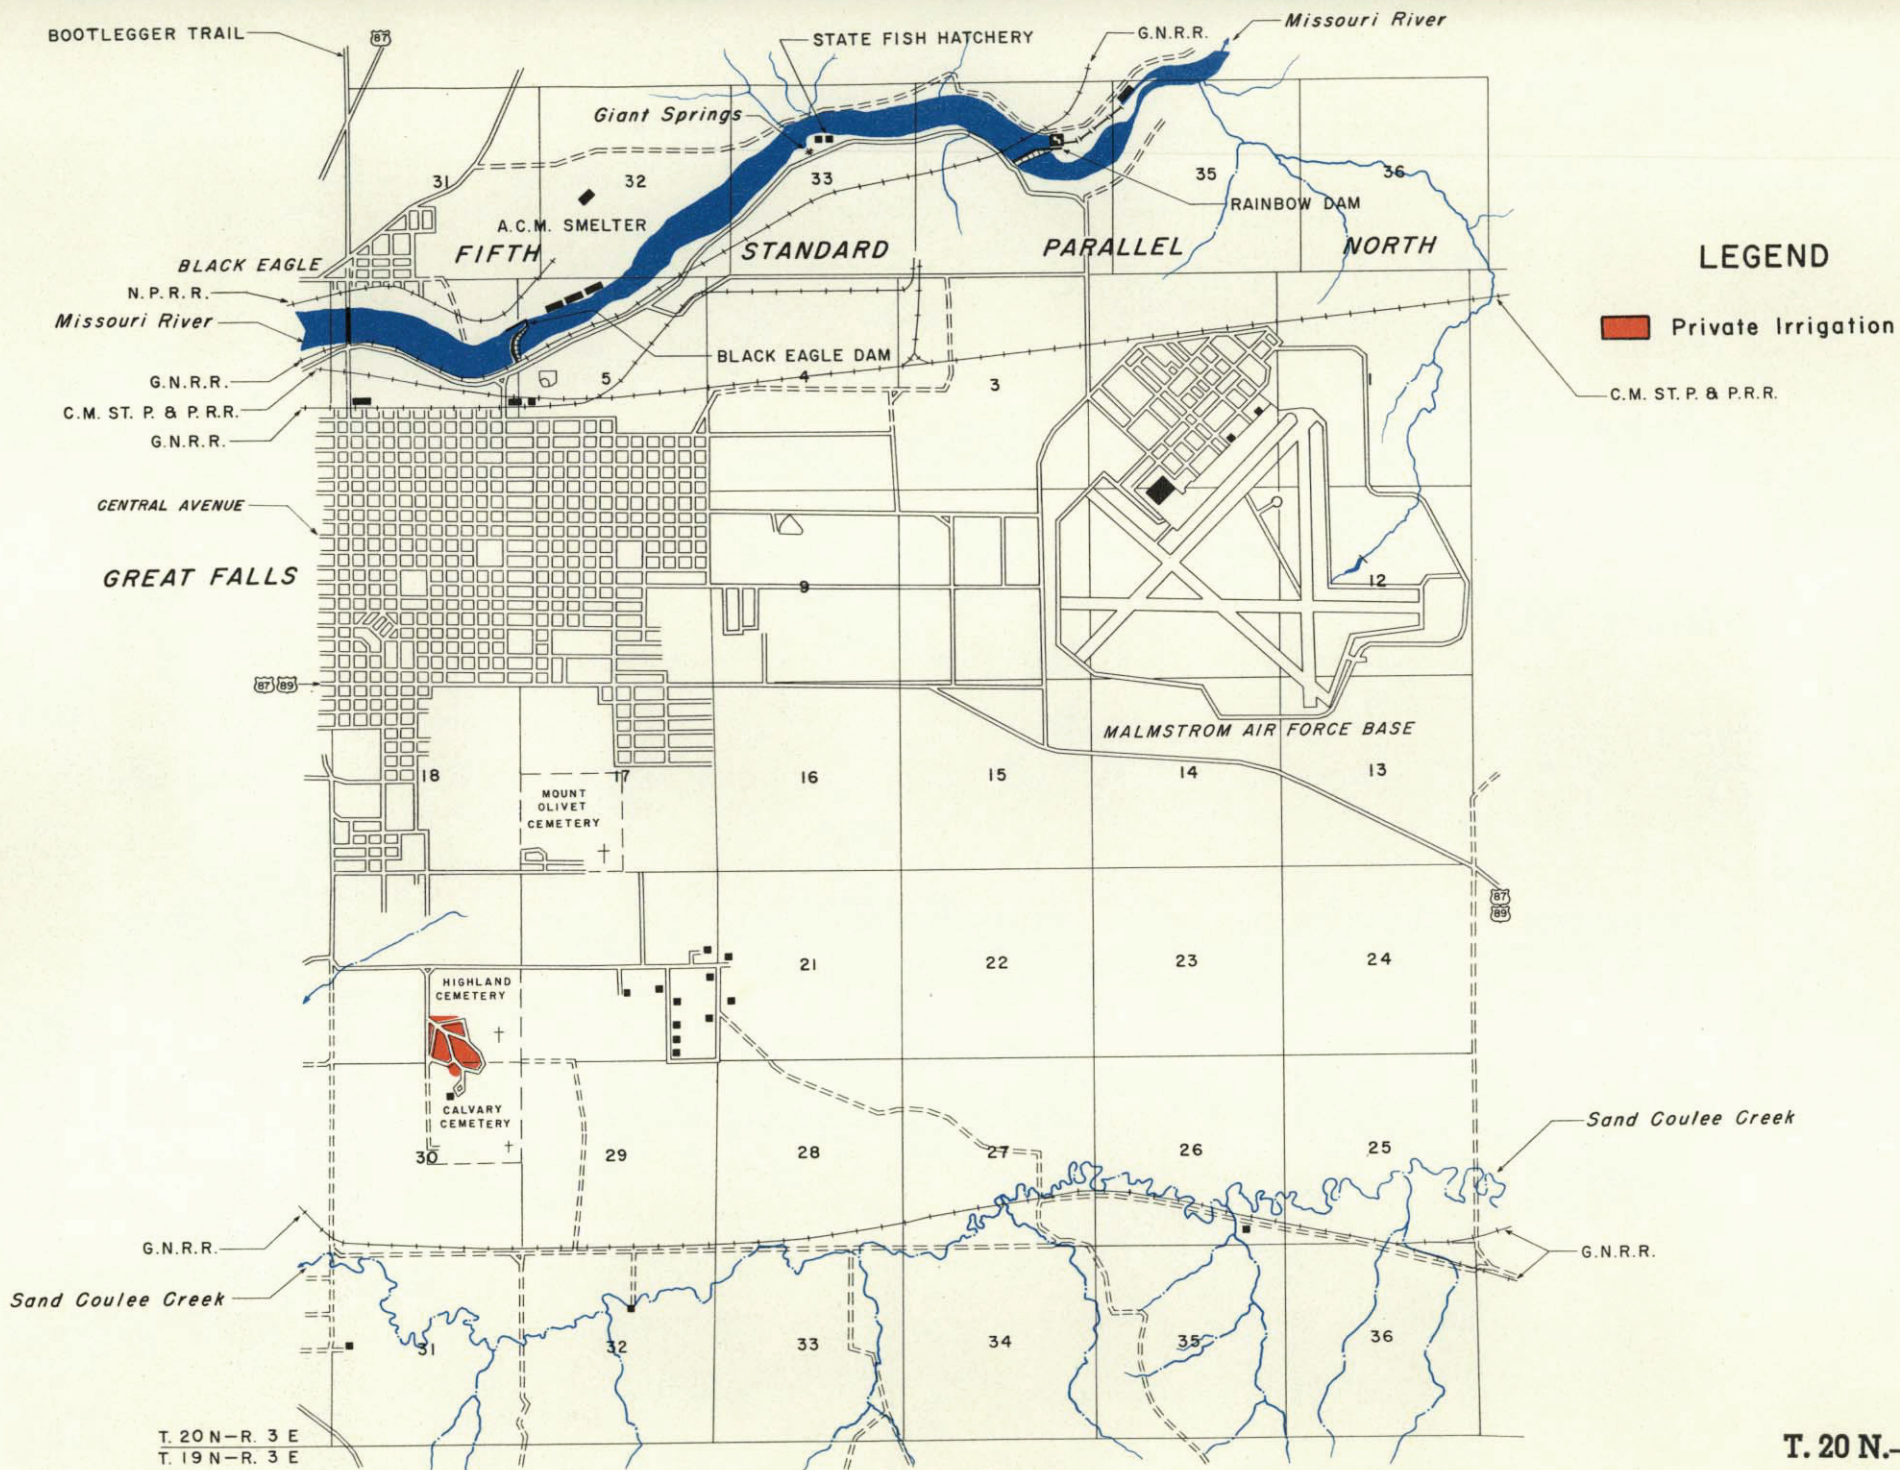 BOOTLEGGER TRAIL
87
STATE FISH HATCHERY
G.N.R.R.
Missouri River
Giant Springs
31
32
33
35
36
A.C.M. SMELTER
RAINBOW DAM
FIFTH STANDARD PARALLEL NORTH
BLACK EAGLE
N.P.R.R.
Missouri River
G.N.R.R.
C.M. ST. P. & P.R.R.
G.N.R.R.
BLACK EAGLE DAM
5
4
3
1
LEGEND
Private Irrigation
C.M. ST. P. & P.R.R.
CENTRAL AVENUE
GREAT FALLS
9
12
87 89
MALMSTROM AIR FORCE BASE
18
17
16
15
14
13
MOUNT
OLIVET
CEMETERY
87
89
21
22
23
24
HIGHLAND
CEMETERY
CALVARY
CEMETERY
30
29
28
27
26
25
Sand Coulee Creek
G.N.R.R.
G.N.R.R.
Sand Coulee Creek
31
32
33
34
35
36
T. 20 N–R. 3 E
T. 19 N–R. 3 E
T. 20 N.–